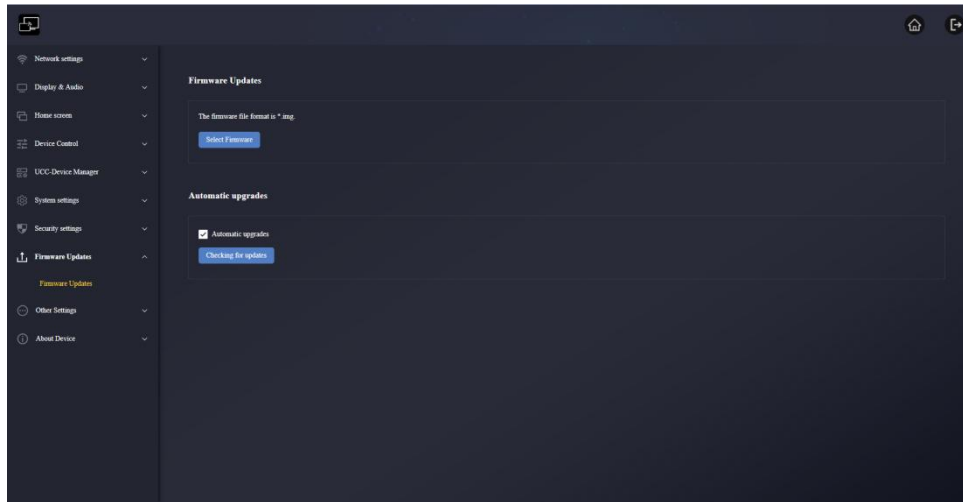 Network settings
Display & Audio
Home screen
Device Control
UCC-Device Manager
System settings
Security settings
Firmware Updates
Firmware Updates
Other Settings
About Device
Firmware Updates
The firmware file format is *.img.
Select Firmware
Automatic upgrades
Automatic upgrades
Checking for updates